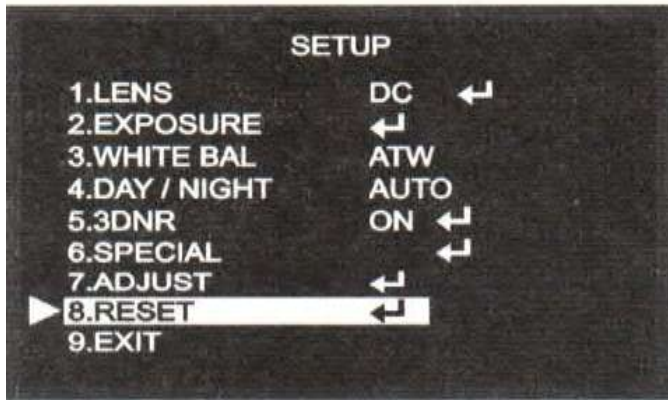 SETUP
1.LENS DC ↵
2.EXPOSURE ↵
3.WHITE BAL ATW
4.DAY / NIGHT AUTO
5.3DNR ON ↵
6.SPECIAL ↵
7.ADJUST ↵
8.RESET ↵
9.EXIT